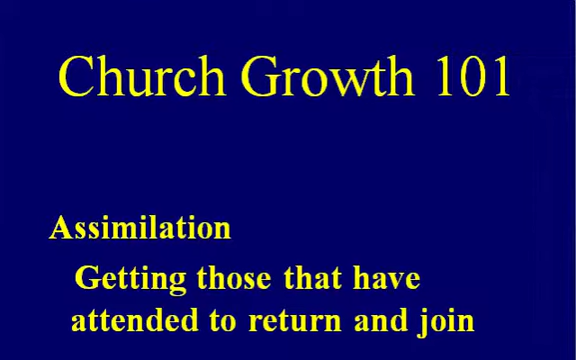 Church Growth 101
Assimilation
Getting those that have
attended to return and join